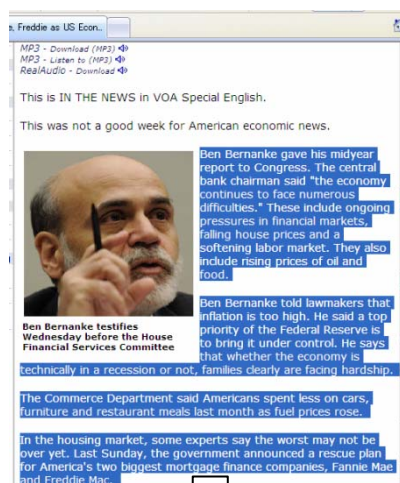 , Freddie as US Econ..
MP3 - Download (MP3)
MP3 - Listen to (MP3)
RealAudio - Download
This is IN THE NEWS in VOA Special English.
This was not a good week for American economic news.
Ben Bernanke gave his midyear
report to Congress. The central
bank chairman said "the economy
continues to face numerous
difficulties." These include ongoing
pressures in financial markets,
falling house prices and a
softening labor market. They also
include rising prices of oil and
food.
Ben Bernanke told lawmakers that
inflation is too high. He said a top
priority of the Federal Reserve is
to bring it under control. He says
that whether the economy is
technically in a recession or not, families clearly are facing hardship.
Ben Bernanke testifies
Wednesday before the House
Financial Services Committee
The Commerce Department said Americans spent less on cars,
furniture and restaurant meals last month as fuel prices rose.
In the housing market, some experts say the worst may not be
over yet. Last Sunday, the government announced a rescue plan
for America's two biggest mortgage finance companies, Fannie Mae
and Freddie Mac.